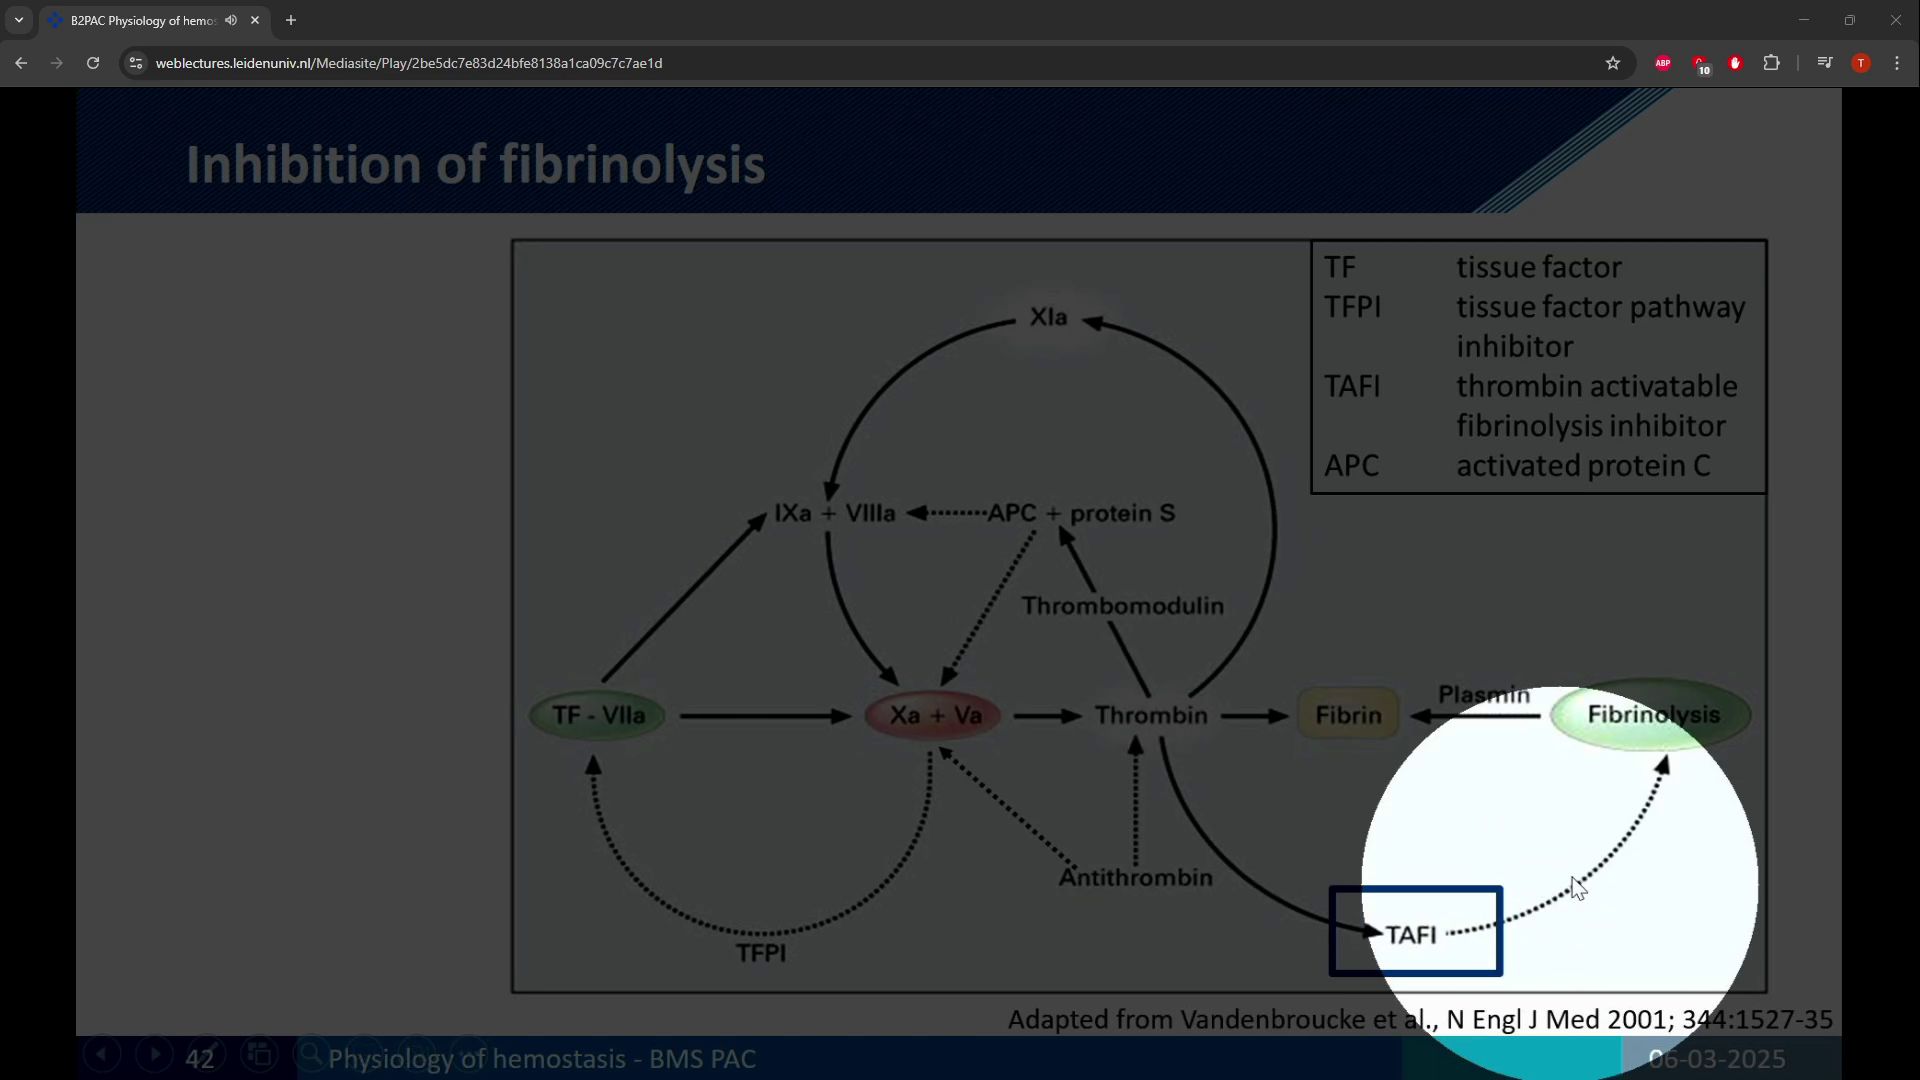 B2PAC Physiology of hemos
weblectures.leidenuniv.nl/Mediasite/Play/2be5dc7e83d24bfe8138a1ca09c7c7ae1d
ABP
10
T
Inhibition of fibrinolysis
TF tissue factor
TFPI tissue factor pathway
inhibitor
TAFI thrombin activatable
fibrinolysis inhibitor
APC activated protein C
XIa
IXa + VIIIa
APC + protein S
Thrombomodulin
Plasmin
TF - VIIa
Xa + Va
Thrombin
Fibrin
Fibrinolysis
Antithrombin
TAFI
TFPI
Adapted from Vandenbroucke et al., N Engl J Med 2001; 344:1527-35
42
Physiology of hemostasis - BMS PAC
06-03-2025